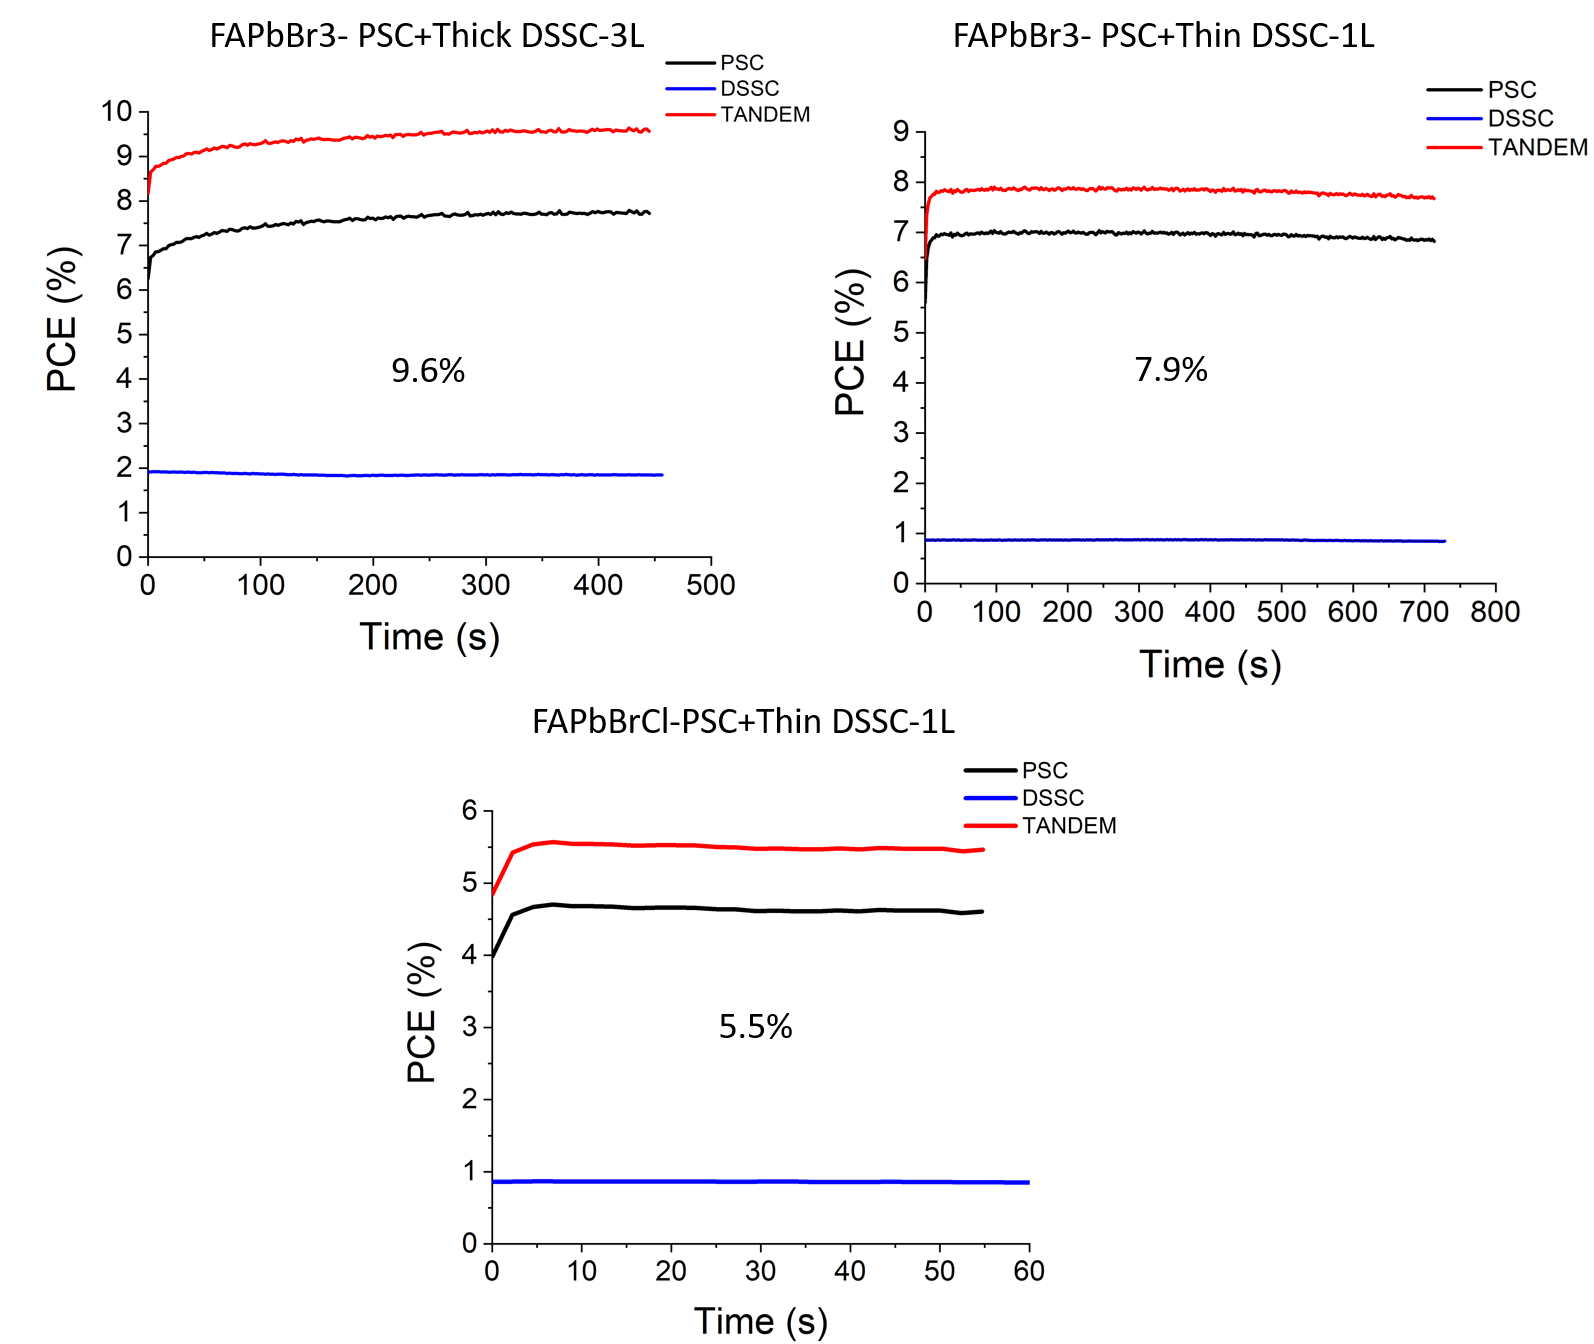 FAPbBr3- PSC+Thick DSSC-3L
PSC
DSSC
TANDEM
10
9
8
7
6
5
4
3
2
1
0
PCE (%)
9.6%
0 100 200 300 400 500
Time (s)
FAPbBr3- PSC+Thin DSSC-1L
PSC
DSSC
TANDEM
9
8
7
6
5
4
3
2
1
0
PCE (%)
7.9%
0 100 200 300 400 500 600 700 800
Time (s)
FAPbBrCl-PSC+Thin DSSC-1L
PSC
DSSC
TANDEM
6
5
4
3
2
1
0
PCE (%)
5.5%
0 10 20 30 40 50 60
Time (s)